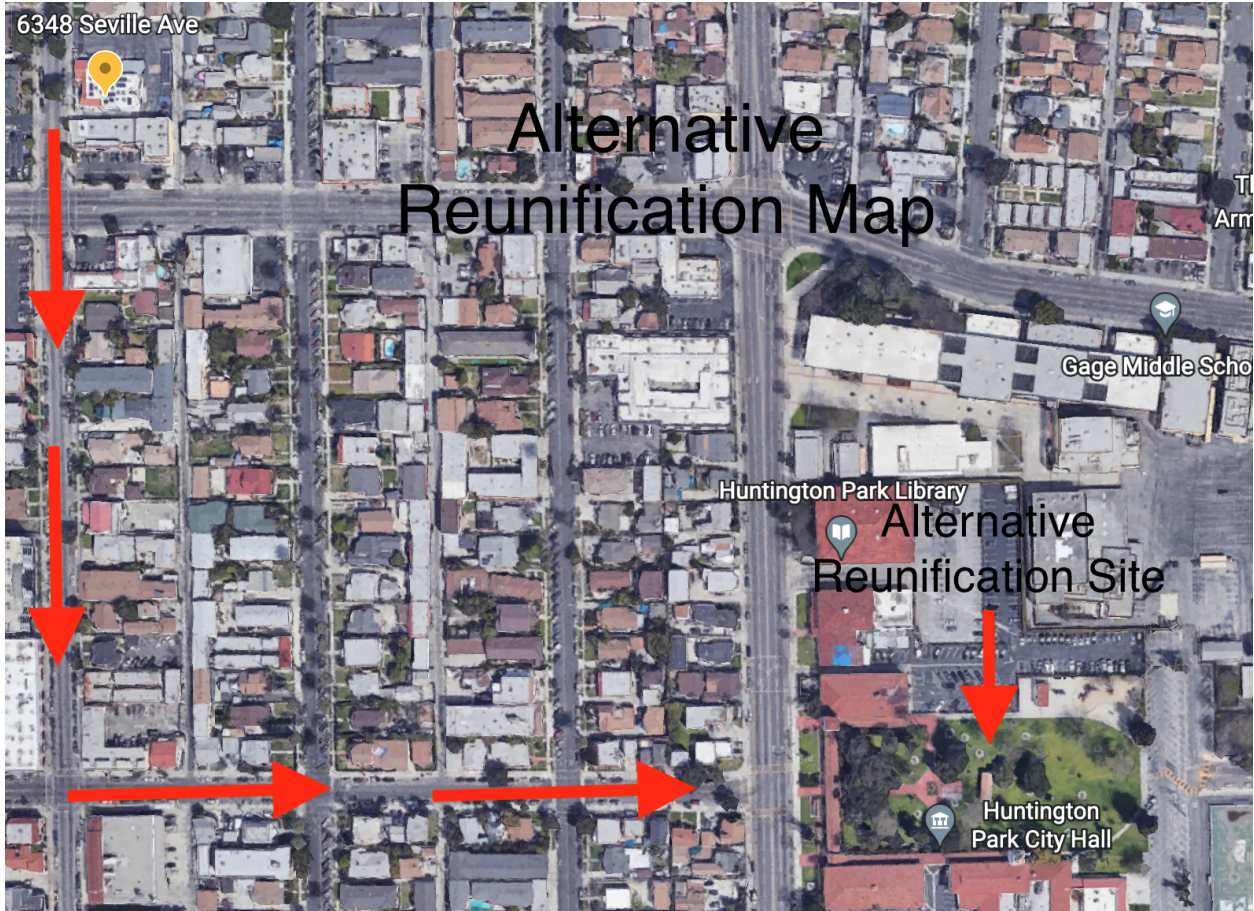 6348 Seville Ave
Alternative
Reunification Map
Gage Middle Scho
Huntington Park Library
Alternative
Reunification Site
Huntington
Park City Hall